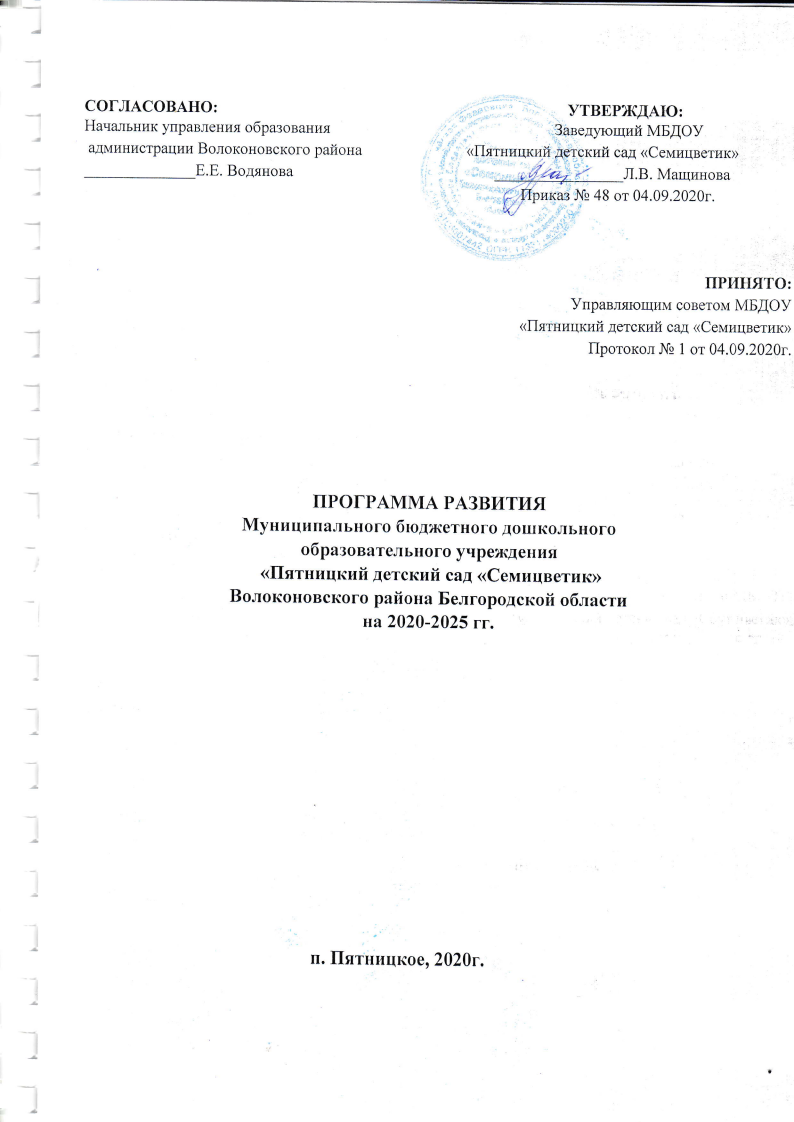 СОГЛАСОВАНО:
Начальник управления образования
администрации Волоконовского района
______________Е.Е. Водянова
УТВЕРЖДАЮ:
Заведующий МБДОУ
«Пятницкий детский сад «Семицветик»
________________Л.В. Мащинова
Приказ № 48 от 04.09.2020г.
ПРИНЯТО:
Управляющим советом МБДОУ
«Пятницкий детский сад «Семицветик»
Протокол № 1 от 04.09.2020г.
ПРОГРАММА РАЗВИТИЯ
Муниципального бюджетного дошкольного
образовательного учреждения
«Пятницкий детский сад «Семицветик»
Волоконовского района Белгородской области
на 2020-2025 гг.
п. Пятницкое, 2020г.